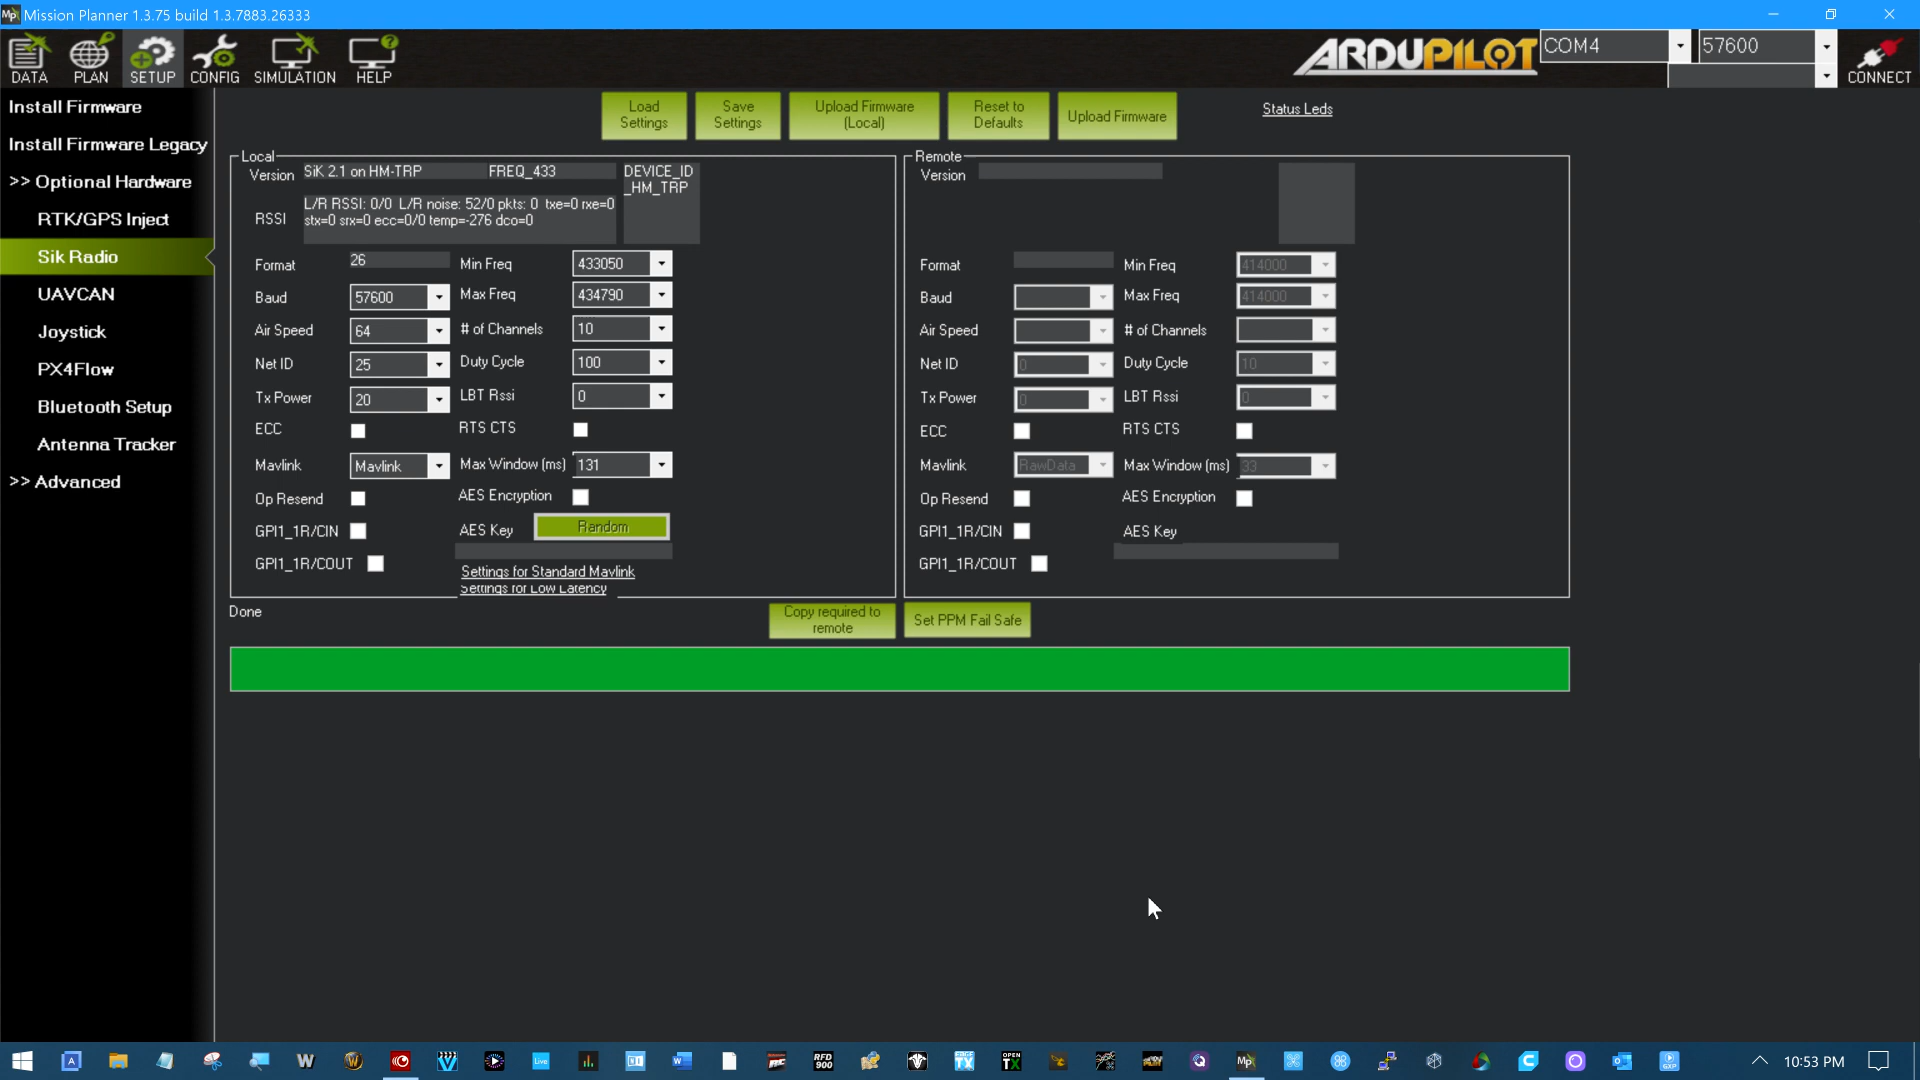 Mission Planner 1.3.75 build 1.3.7883.26333
DATA PLAN SETUP CONFIG SIMULATION HELP
ARDUPILOT
COM4 57600
CONNECT
Install Firmware
Install Firmware Legacy
>> Optional Hardware
RTK/GPS Inject
Sik Radio
UAVCAN
Joystick
PX4Flow
Bluetooth Setup
Antenna Tracker
>> Advanced
Load Settings
Save Settings
Upload Firmware (Local)
Reset to Defaults
Upload Firmware
Status Leds
Local
Version SiK 2.1 on HM-TRP FREQ_433 DEVICE_ID_HM_TRP
RSSI L/R RSSI: 0/0 L/R noise: 52/0 pkts: 0 txe=0 rxe=0
stx=0 srx=0 ecc=0/0 temp=-276 dco=0
Format 26 Min Freq 433050
Baud 57600 Max Freq 434790
Air Speed 64 # of Channels 10
Net ID 25 Duty Cycle 100
Tx Power 20 LBT Rssi 0
ECC RTS CTS
Mavlink Mavlink Max Window (ms) 131
Op Resend AES Encryption
GPI1_1R/CIN AES Key Random
GPI1_1R/COUT
Settings for Standard Mavlink
Settings for Low Latency
Remote
Version
Format Min Freq 414000
Baud Max Freq 414000
Air Speed # of Channels
Net ID 0 Duty Cycle 10
Tx Power 0 LBT Rssi 0
ECC RTS CTS
Mavlink RawData Max Window (ms) 33
Op Resend AES Encryption
GPI1_1R/CIN AES Key
GPI1_1R/COUT
Done
Copy required to remote
Set PPM Fail Safe
10:53 PM